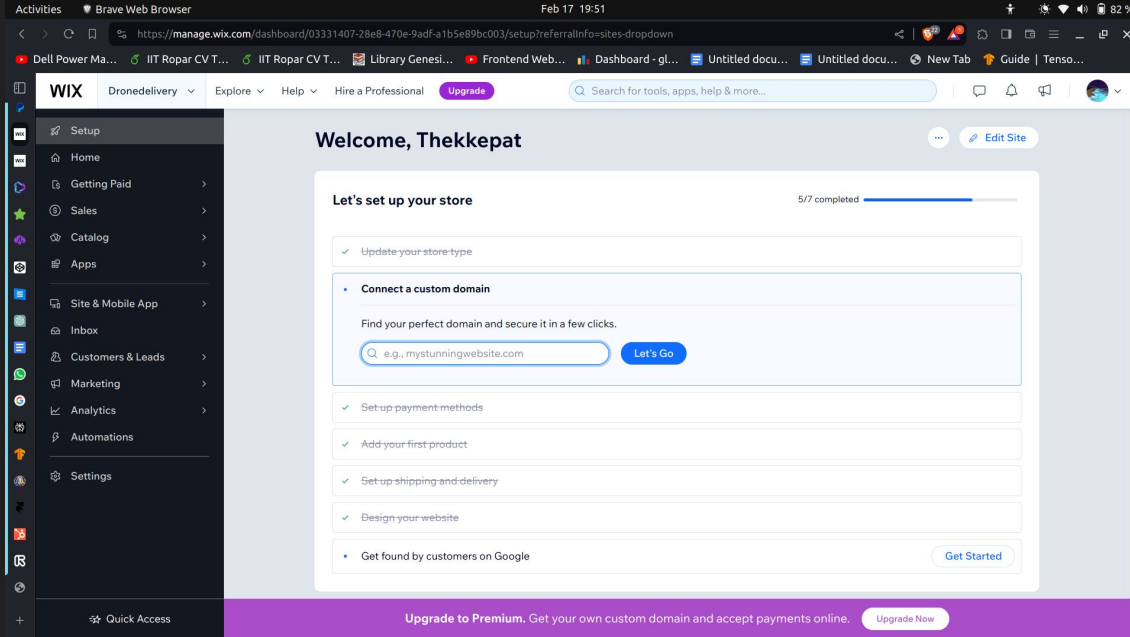 Activities Brave Web Browser Feb 17 19:51 82 %
https://manage.wix.com/dashboard/03331407-28e8-470e-9adf-a1b5e89bc003/setup?referralInfo=sites-dropdown
Dell Power Ma... IIT Ropar CV T... IIT Ropar CV T... Library Genesi... Frontend Web... Dashboard - gl... Untitled docu... Untitled docu... New Tab Guide | Tenso...
WIX Dronedelivery Explore Help Hire a Professional Upgrade Search for tools, apps, help & more...
Setup
Home
Getting Paid
Sales
Catalog
Apps
Site & Mobile App
Inbox
Customers & Leads
Marketing
Analytics
Automations
Settings
Quick Access
Welcome, Thekkepat
... Edit Site
Let's set up your store 5/7 completed
Update your store type
Connect a custom domain
Find your perfect domain and secure it in a few clicks.
e.g., mystunningwebsite.com Let's Go
Set up payment methods
Add your first product
Set up shipping and delivery
Design your website
Get found by customers on Google Get Started
Upgrade to Premium. Get your own custom domain and accept payments online. Upgrade Now